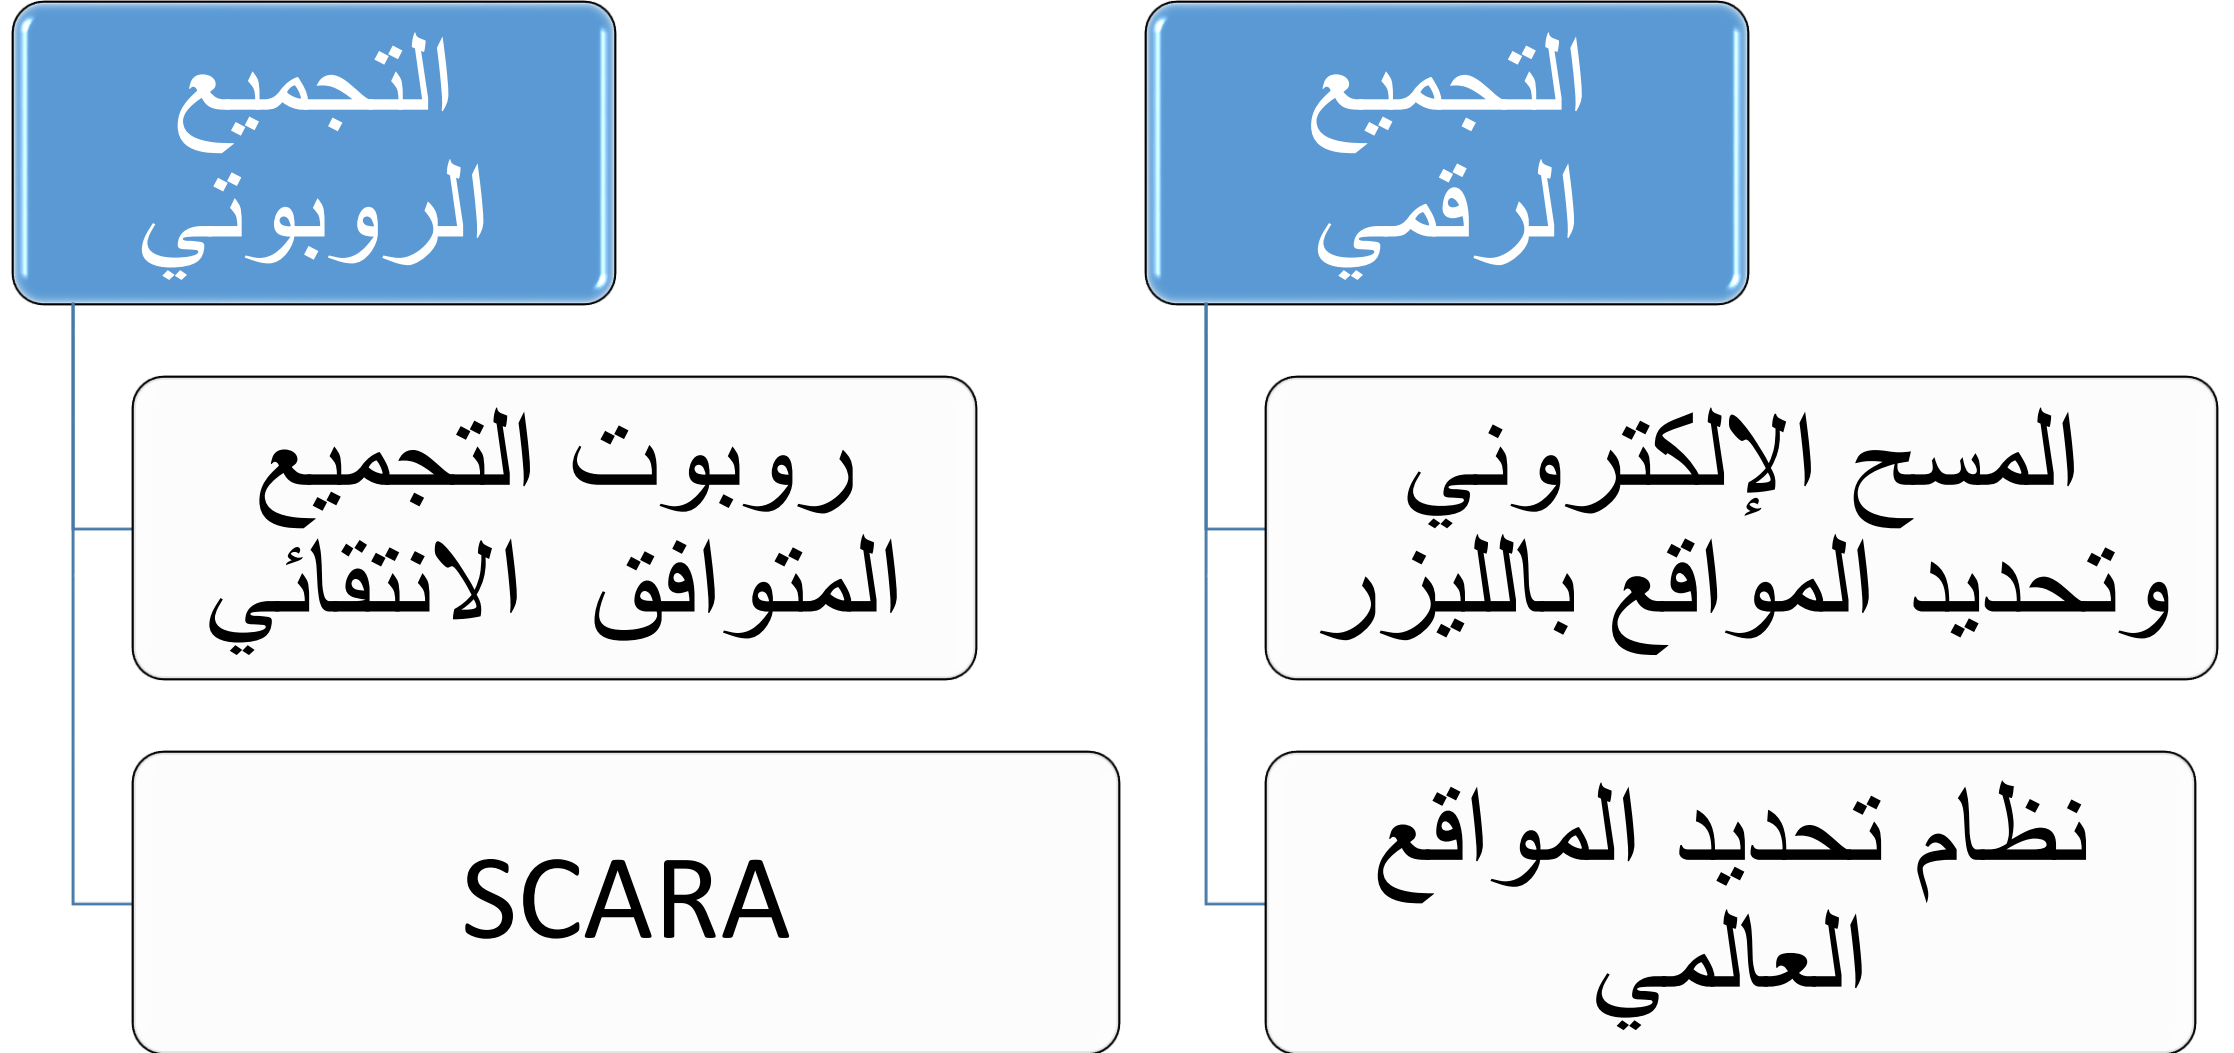 التجميع
الرقمي
المسح الإلكتروني
وتحديد المواقع بالليزر
نظام تحديد المواقع
العالمي
التجميع
الروبوتي
روبوت التجميع
المتوافق الانتقائي
SCARA